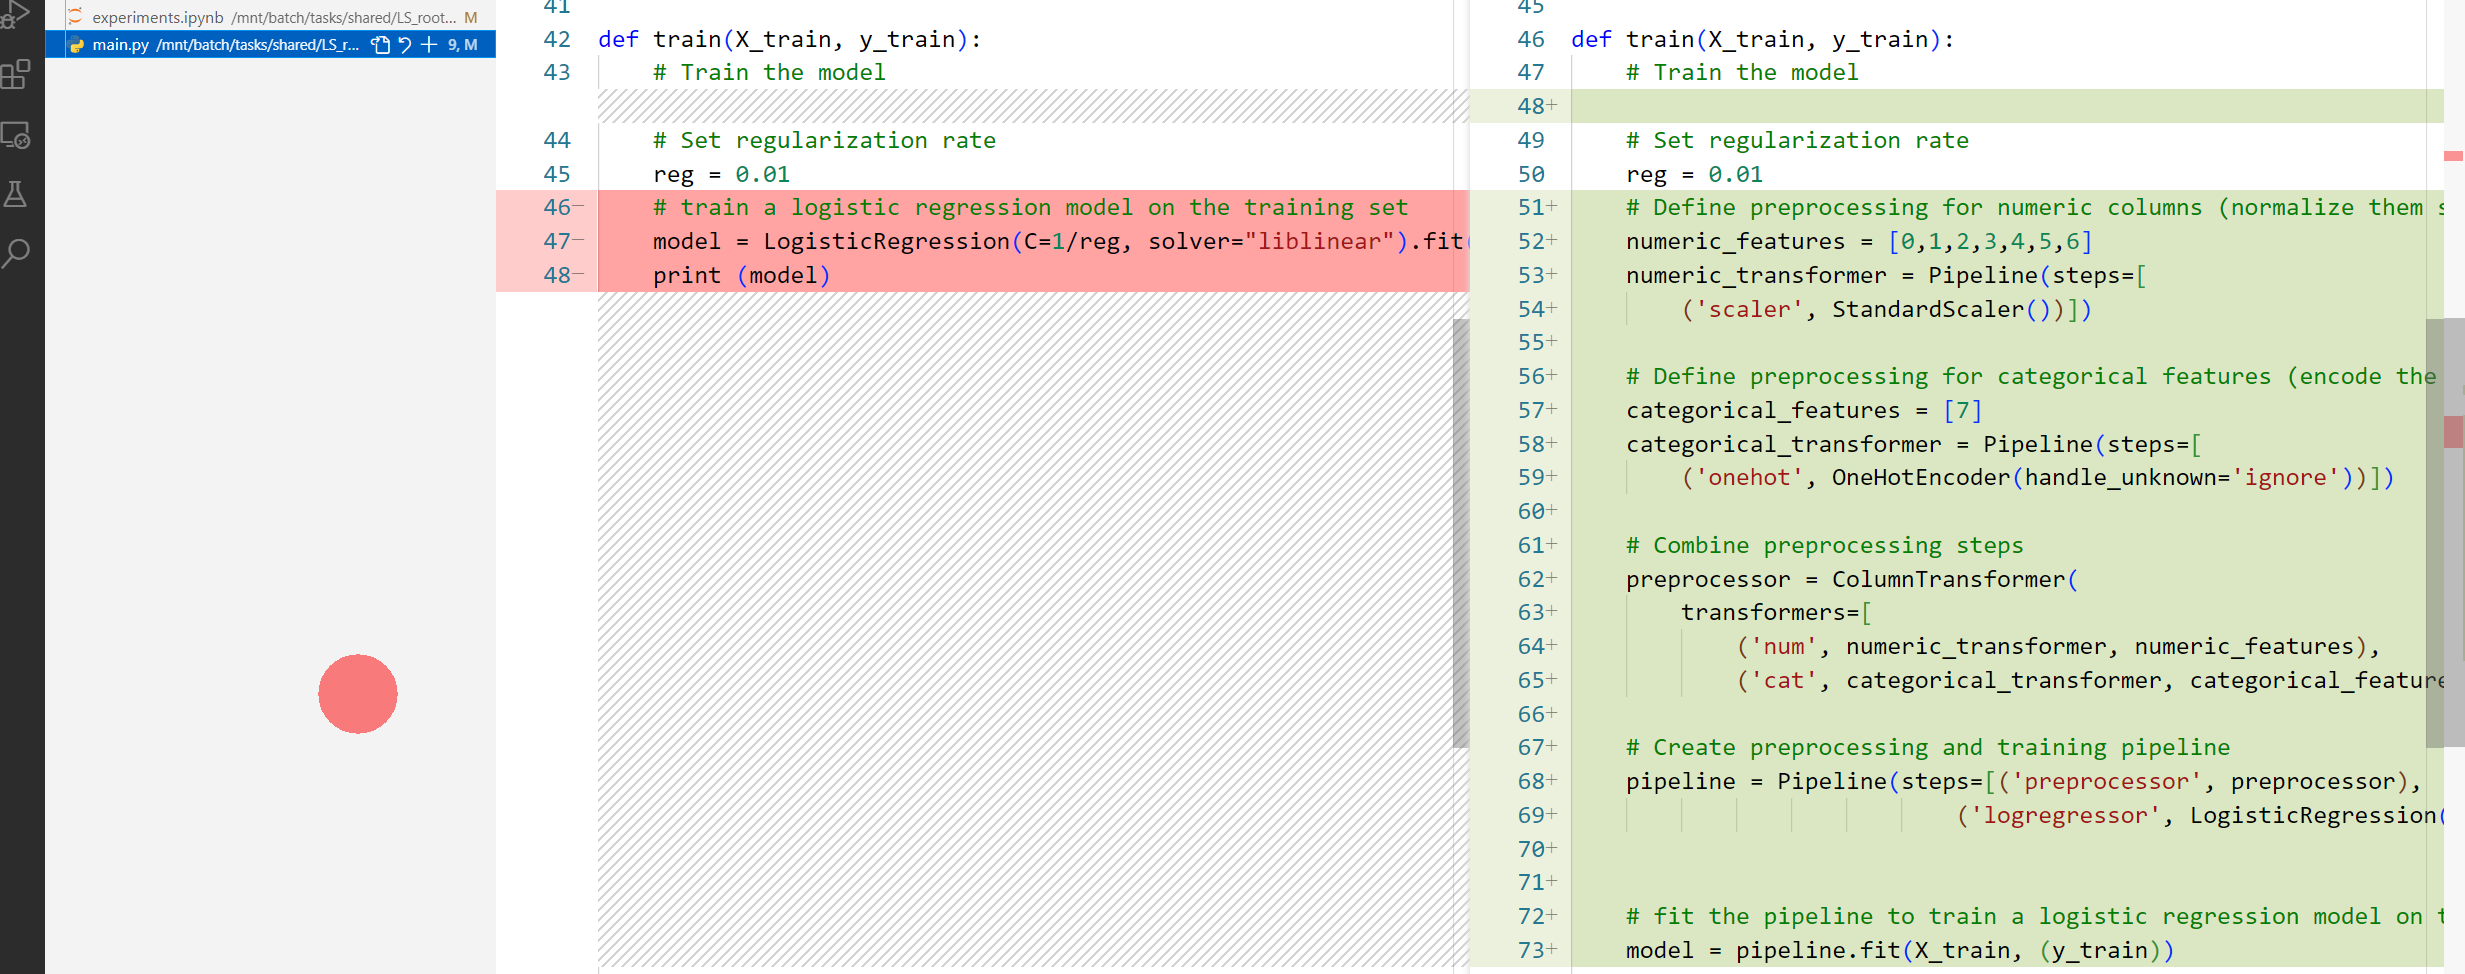 experiments.ipynb /mnt/batch/tasks/shared/LS_root... M
main.py /mnt/batch/tasks/shared/LS_r... 9, M
41
42 def train(X_train, y_train):
43 # Train the model
44 # Set regularization rate
45 reg = 0.01
46− # train a logistic regression model on the training set
47− model = LogisticRegression(C=1/reg, solver="liblinear").fit(
48− print (model)
45
46 def train(X_train, y_train):
47 # Train the model
48+
49 # Set regularization rate
50 reg = 0.01
51+ # Define preprocessing for numeric columns (normalize them s
52+ numeric_features = [0,1,2,3,4,5,6]
53+ numeric_transformer = Pipeline(steps=[
54+ ('scaler', StandardScaler())])
55+
56+ # Define preprocessing for categorical features (encode the
57+ categorical_features = [7]
58+ categorical_transformer = Pipeline(steps=[
59+ ('onehot', OneHotEncoder(handle_unknown='ignore'))])
60+
61+ # Combine preprocessing steps
62+ preprocessor = ColumnTransformer(
63+ transformers=[
64+ ('num', numeric_transformer, numeric_features),
65+ ('cat', categorical_transformer, categorical_feature
66+
67+ # Create preprocessing and training pipeline
68+ pipeline = Pipeline(steps=[('preprocessor', preprocessor),
69+ ('logregressor', LogisticRegression(
70+
71+
72+ # fit the pipeline to train a logistic regression model on t
73+ model = pipeline.fit(X_train, (y_train))